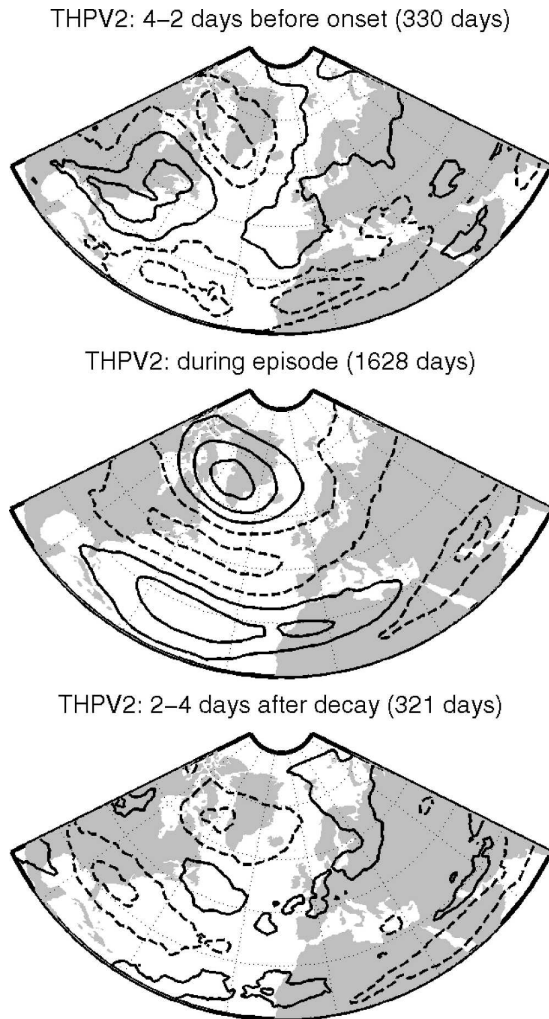 THPV2: 4–2 days before onset (330 days)
THPV2: during episode (1628 days)
THPV2: 2–4 days after decay (321 days)